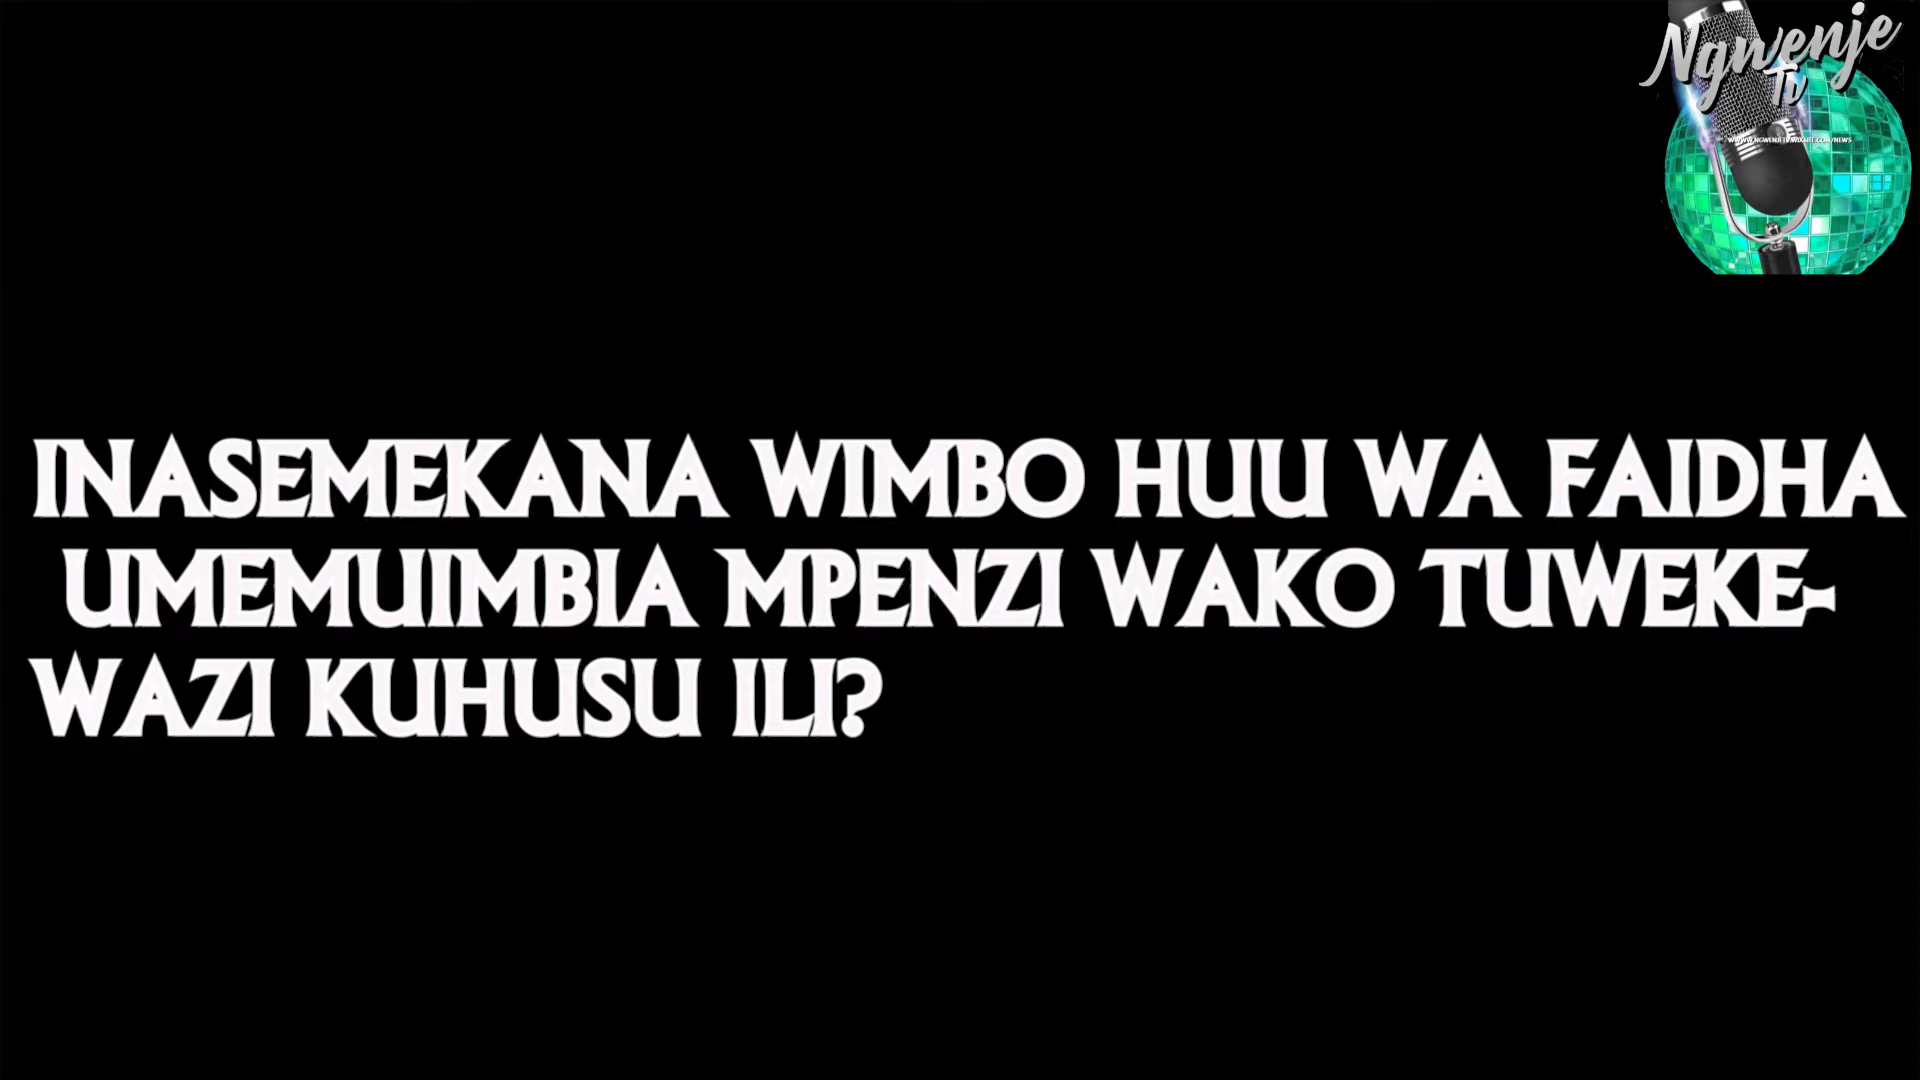 Ngwenje
Tv
INASEMEKANA WIMBO HUU WA FAIDHA
UMEMUIMBIA MPENZI WAKO TUWEKE-
WAZI KUHUSU ILI?